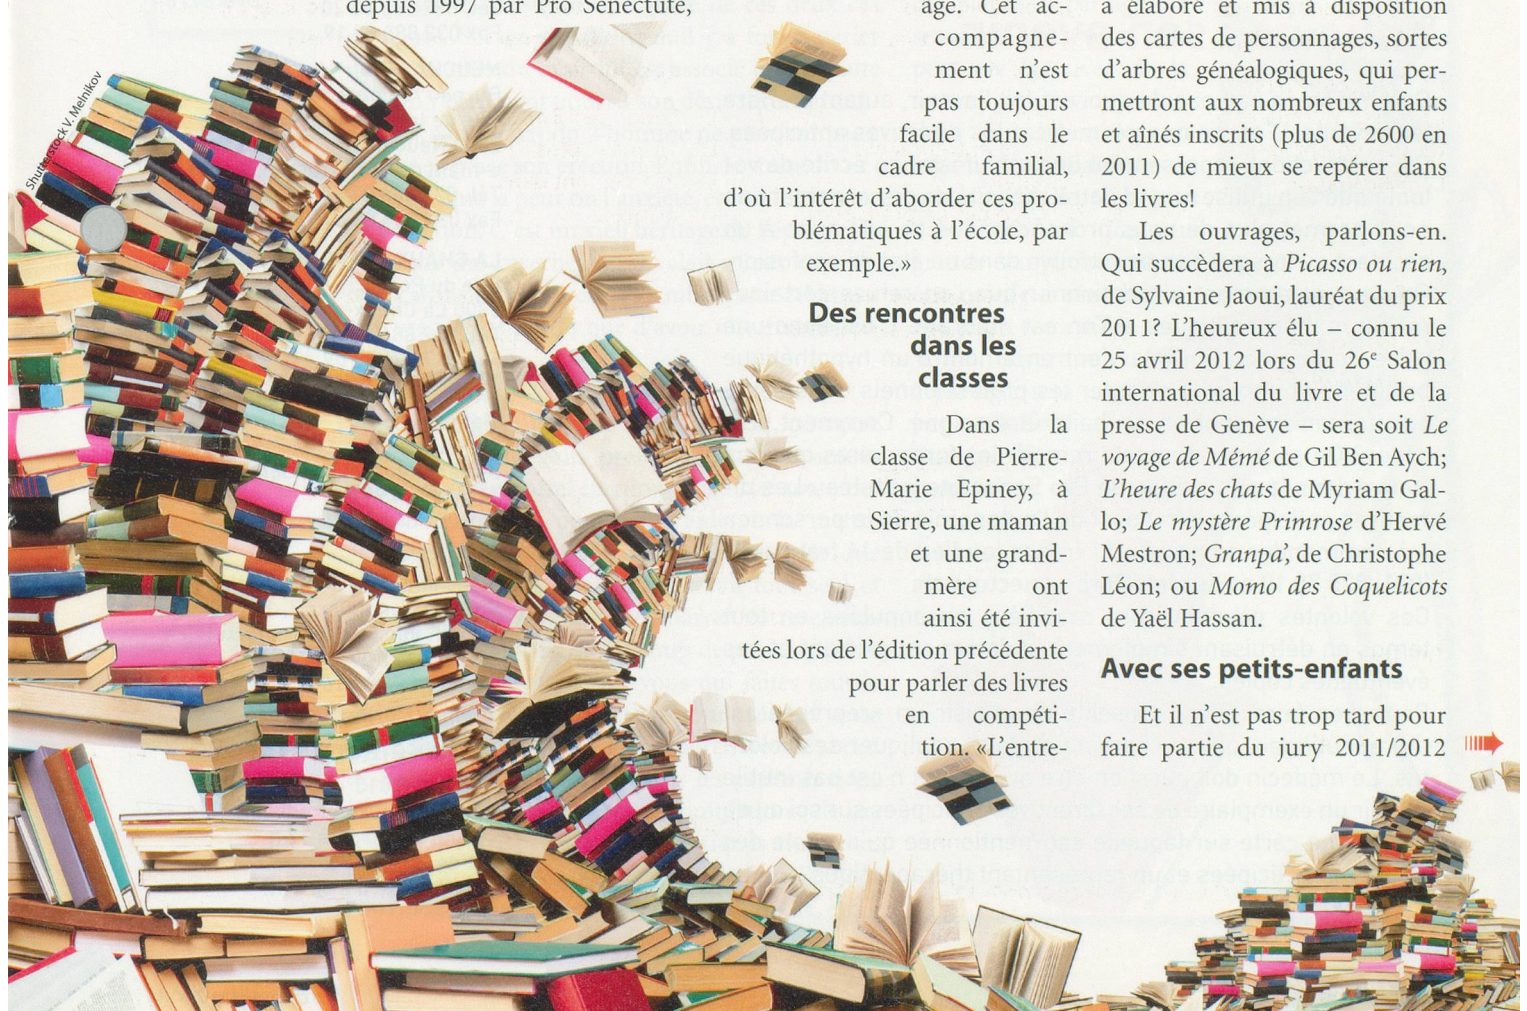 depuis 1997 par Pro Senectute,
Shutterstock V. Melnikov
age. Cet ac-
compagne-
ment n'est
pas toujours
facile dans le
cadre familial,
d'où l'intérêt d'aborder ces pro-
blématiques à l'école, par
exemple.»
Des rencontres
dans les
classes
Dans la
classe de Pierre-
Marie Epiney, à
Sierre, une maman
et une grand-
mère ont
ainsi été invi-
tées lors de l'édition précédente
pour parler des livres
en compéti-
tion. «L'entre-
a élaboré et mis à disposition
des cartes de personnages, sortes
d'arbres généalogiques, qui per-
mettront aux nombreux enfants
et aînés inscrits (plus de 2600 en
2011) de mieux se repérer dans
les livres!
Les ouvrages, parlons-en.
Qui succèdera à Picasso ou rien,
de Sylvaine Jaoui, lauréat du prix
2011? L'heureux élu – connu le
25 avril 2012 lors du 26e Salon
international du livre et de la
presse de Genève – sera soit Le
voyage de Mémé de Gil Ben Aych;
L'heure des chats de Myriam Gal-
lo; Le mystère Primrose d'Hervé
Mestron; Granpa', de Christophe
Léon; ou Momo des Coquelicots
de Yaël Hassan.
Avec ses petits-enfants
Et il n'est pas trop tard pour
faire partie du jury 2011/2012